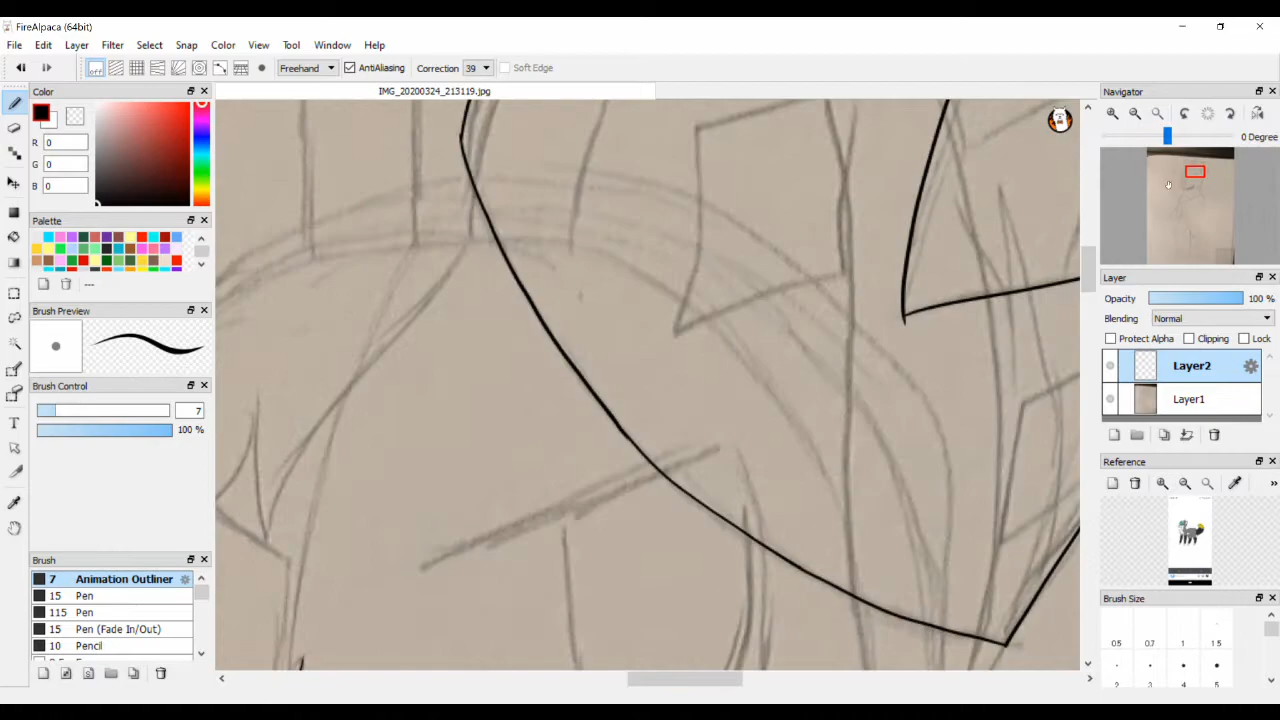 FireAlpaca (64bit)
File Edit Layer Filter Select Snap Color View Tool Window Help
off Freehand AntiAliasing Correction 39 Soft Edge
Color
R 0
G 0
B 0
Palette
---
Brush Preview
Brush Control
7
100 %
Brush
7 Animation Outliner
15 Pen
115 Pen
15 Pen (Fade In/Out)
10 Pencil
IMG_20200324_213119.jpg
Navigator
0 Degree
Layer
Opacity 100 %
Blending Normal
Protect Alpha Clipping Lock
Layer2
Layer1
Reference
Brush Size
0.5 0.7 1 1.5
2 3 4 5